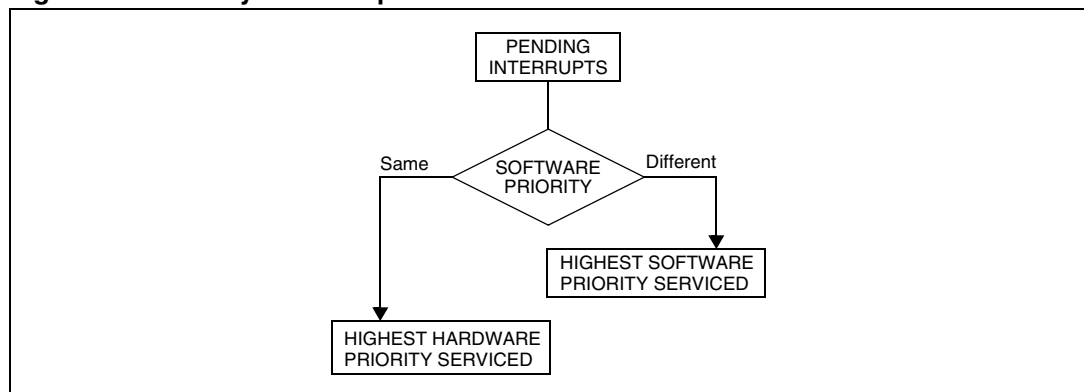 PENDING
INTERRUPTS
Same
SOFTWARE
PRIORITY
Different
HIGHEST SOFTWARE
PRIORITY SERVICED
HIGHEST HARDWARE
PRIORITY SERVICED